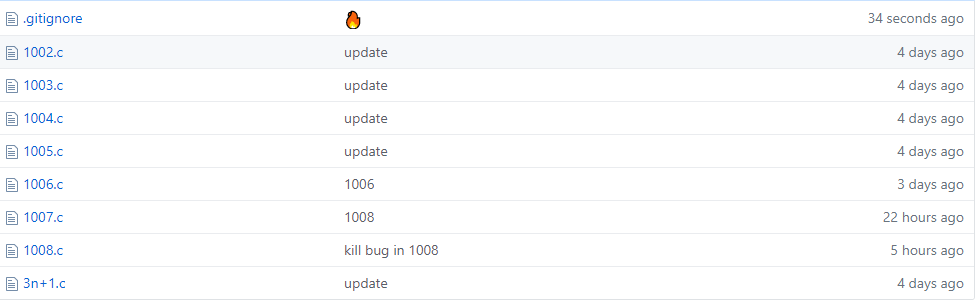 .gitignore 🔥 34 seconds ago
1002.c update 4 days ago
1003.c update 4 days ago
1004.c update 4 days ago
1005.c update 4 days ago
1006.c 1006 3 days ago
1007.c 1008 22 hours ago
1008.c kill bug in 1008 5 hours ago
3n+1.c update 4 days ago